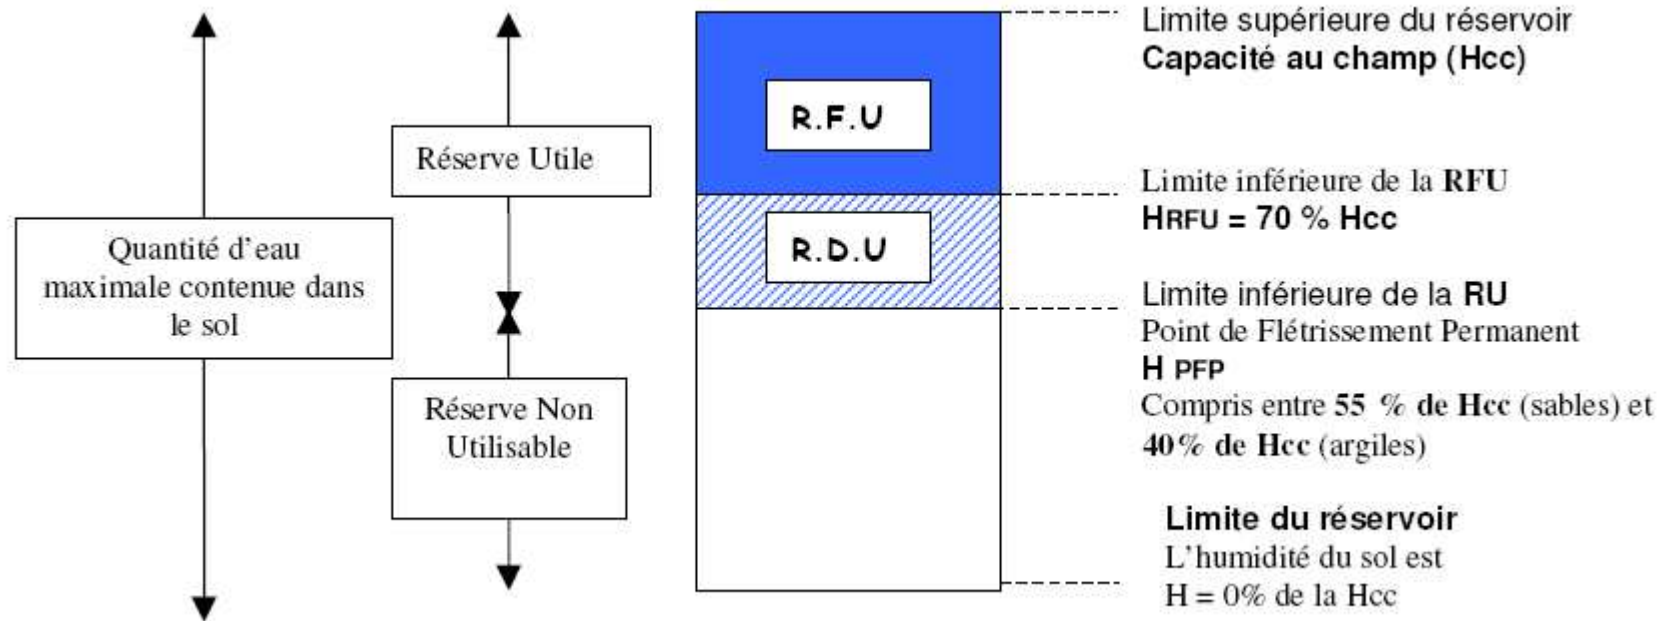 Limite supérieure du réservoir
Capacité au champ (Hcc)
R.F.U
Réserve Utile
Limite inférieure de la RFU
HRFU = 70 % Hcc
Quantité d'eau
maximale contenue dans
le sol
R.D.U
Limite inférieure de la RU
Point de Flétrissement Permanent
H PFP
Compris entre 55 % de Hcc (sables) et
40% de Hcc (argiles)
Réserve Non
Utilisable
Limite du réservoir
L'humidité du sol est
H = 0% de la Hcc